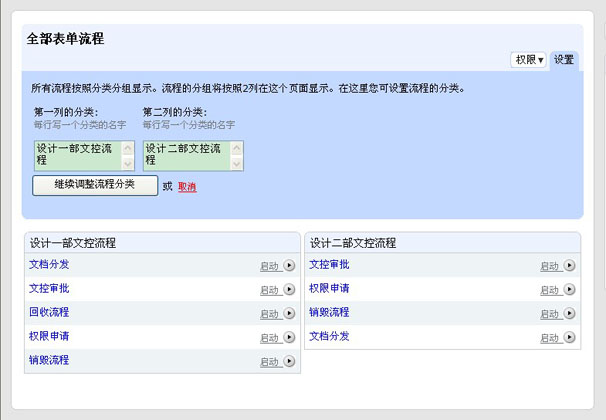 全部表单流程
权限▼ 设置
所有流程按照分类分组显示。流程的分组将按照2列在这个页面显示。在这里您可设置流程的分类。
第一列的分类： 第二列的分类：
每行写一个分类的名字 每行写一个分类的名字
设计一部文控流 设计二部文控流
程 程
继续调整流程分类 或 取消
设计一部文控流程 设计二部文控流程
文档分发 启动 文控审批 启动
文控审批 启动 权限申请 启动
回收流程 启动 销毁流程 启动
权限申请 启动 文档分发 启动
销毁流程 启动